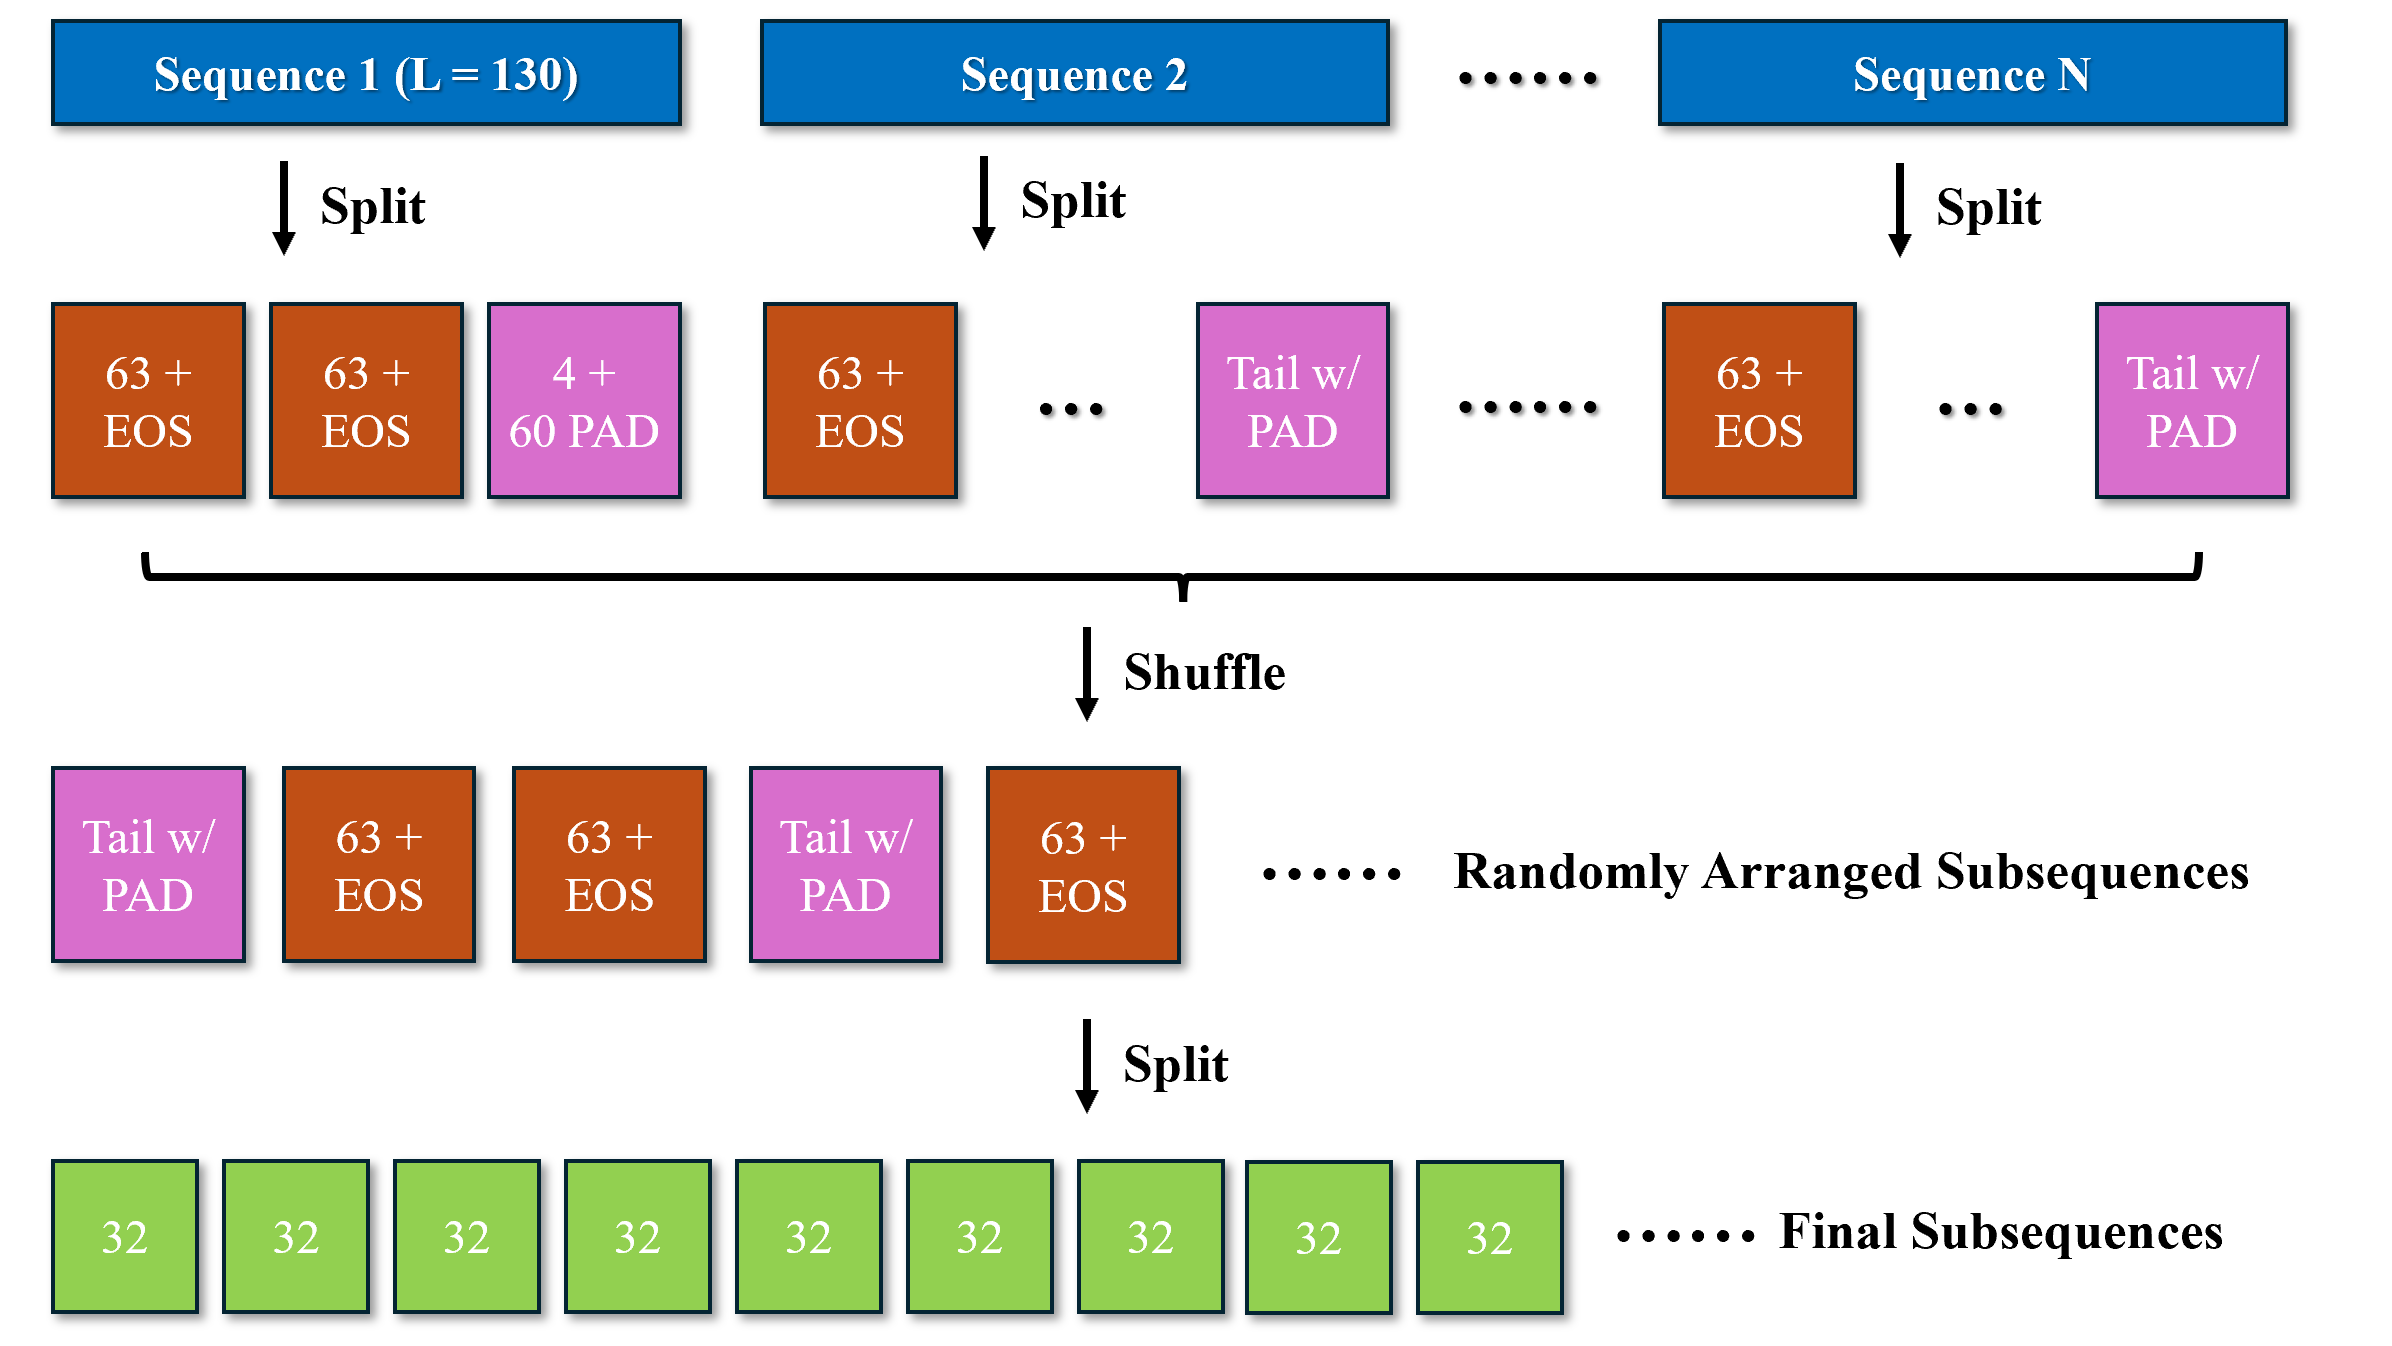 Sequence 1 (L = 130)
Sequence 2
......
Sequence N
Split
Split
Split
63 +
EOS
63 +
EOS
4 +
60 PAD
63 +
EOS
...
Tail w/
PAD
......
63 +
EOS
...
Tail w/
PAD
Shuffle
Tail w/
PAD
63 +
EOS
63 +
EOS
Tail w/
PAD
63 +
EOS
...... Randomly Arranged Subsequences
Split
32
32
32
32
32
32
32
32
32
...... Final Subsequences